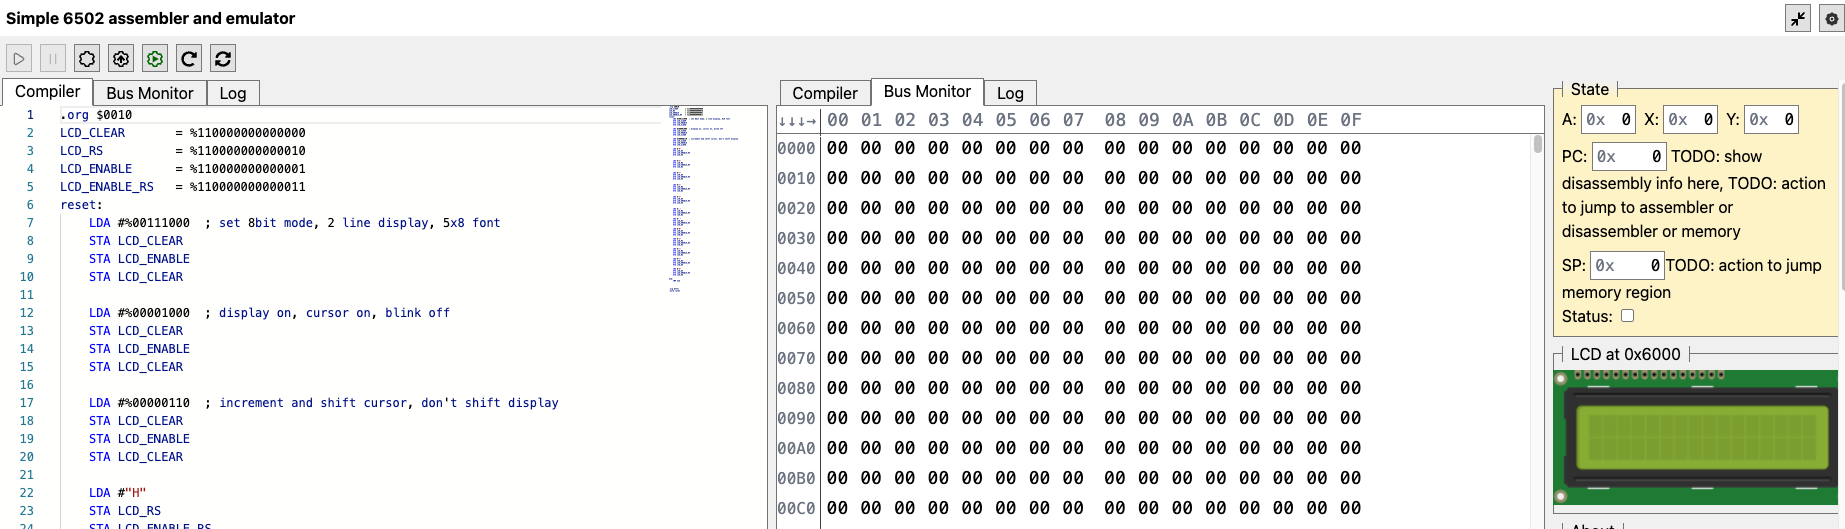 Simple 6502 assembler and emulator
Compiler Bus Monitor Log
1 .org $0010
2 LCD_CLEAR = %110000000000000
3 LCD_RS = %110000000000010
4 LCD_ENABLE = %110000000000001
5 LCD_ENABLE_RS = %110000000000011
6 reset:
7 LDA #%00111000 ; set 8bit mode, 2 line display, 5x8 font
8 STA LCD_CLEAR
9 STA LCD_ENABLE
10 STA LCD_CLEAR
11
12 LDA #%00001000 ; display on, cursor on, blink off
13 STA LCD_CLEAR
14 STA LCD_ENABLE
15 STA LCD_CLEAR
16
17 LDA #%00000110 ; increment and shift cursor, don't shift display
18 STA LCD_CLEAR
19 STA LCD_ENABLE
20 STA LCD_CLEAR
21
22 LDA #"H"
23 STA LCD_RS
24 STA LCD_ENABLE_RS
Compiler Bus Monitor Log
↓↓↓→ 00 01 02 03 04 05 06 07 08 09 0A 0B 0C 0D 0E 0F
0000 00 00 00 00 00 00 00 00 00 00 00 00 00 00 00 00
0010 00 00 00 00 00 00 00 00 00 00 00 00 00 00 00 00
0020 00 00 00 00 00 00 00 00 00 00 00 00 00 00 00 00
0030 00 00 00 00 00 00 00 00 00 00 00 00 00 00 00 00
0040 00 00 00 00 00 00 00 00 00 00 00 00 00 00 00 00
0050 00 00 00 00 00 00 00 00 00 00 00 00 00 00 00 00
0060 00 00 00 00 00 00 00 00 00 00 00 00 00 00 00 00
0070 00 00 00 00 00 00 00 00 00 00 00 00 00 00 00 00
0080 00 00 00 00 00 00 00 00 00 00 00 00 00 00 00 00
0090 00 00 00 00 00 00 00 00 00 00 00 00 00 00 00 00
00A0 00 00 00 00 00 00 00 00 00 00 00 00 00 00 00 00
00B0 00 00 00 00 00 00 00 00 00 00 00 00 00 00 00 00
00C0 00 00 00 00 00 00 00 00 00 00 00 00 00 00 00 00
State
A: 0x 0 X: 0x 0 Y: 0x 0
PC: 0x 0 TODO: show
disassembly info here, TODO: action
to jump to assembler or
disassembler or memory
SP: 0x 0 TODO: action to jump
memory region
Status:
LCD at 0x6000
About